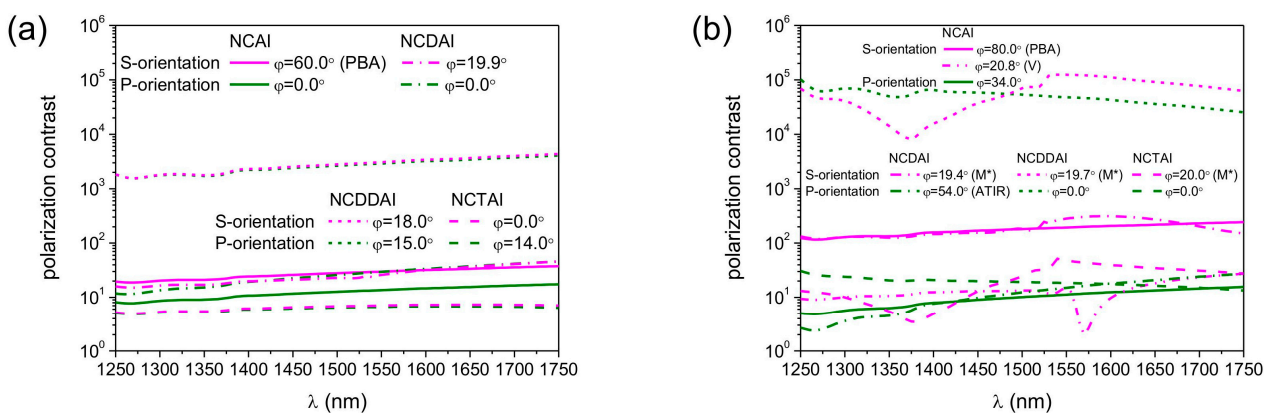 (a)
polarization contrast
10⁶
10⁵
10⁴
10³
10²
10¹
10⁰
NCAI NCDAI
S-orientation φ=60.0° (PBA) φ=19.9°
P-orientation φ=0.0° φ=0.0°
NCDDAI NCTAI
S-orientation φ=18.0° φ=0.0°
P-orientation φ=15.0° φ=14.0°
1250 1300 1350 1400 1450 1500 1550 1600 1650 1700 1750
λ (nm)
(b)
polarization contrast
10⁶
10⁵
10⁴
10³
10²
10¹
10⁰
NCAI
S-orientation φ=80.0° (PBA)
φ=20.8° (V)
P-orientation φ=34.0°
NCDAI NCDDAI NCTAI
S-orientation φ=19.4° (M*) φ=19.7° (M*) φ=20.0° (M*)
P-orientation φ=54.0° (ATIR) φ=0.0° φ=0.0°
1250 1300 1350 1400 1450 1500 1550 1600 1650 1700 1750
λ (nm)